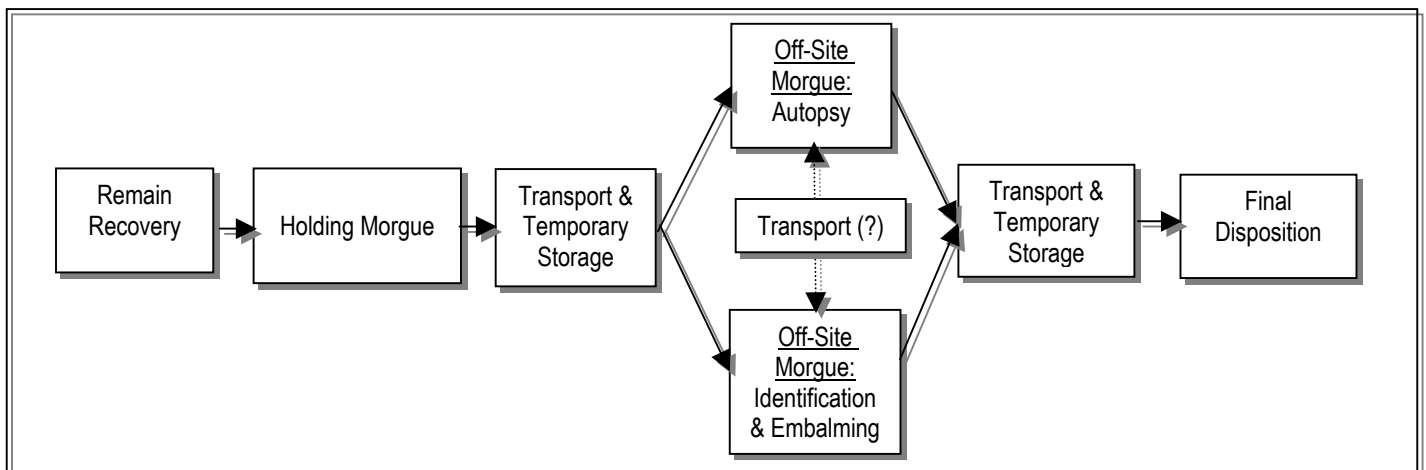 Remain
Recovery
Holding Morgue
Transport &
Temporary
Storage
Off-Site
Morgue:
Autopsy
Transport (?)
Off-Site
Morgue:
Identification
& Embalming
Transport &
Temporary
Storage
Final
Disposition